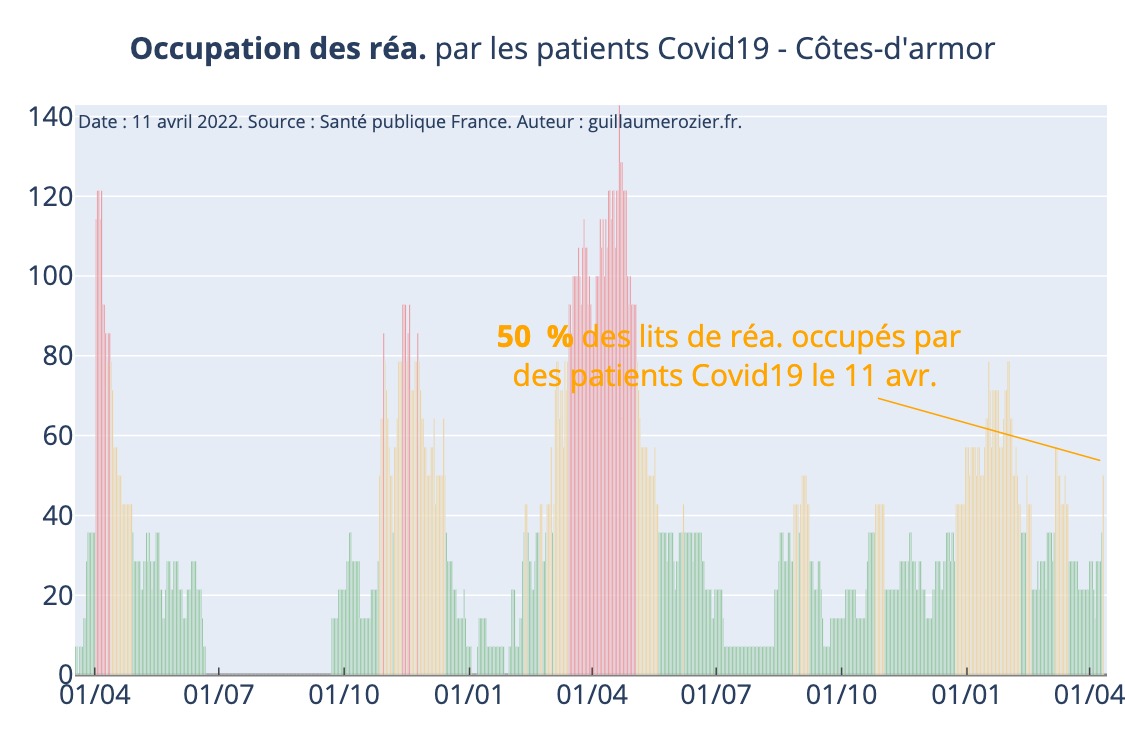 Occupation des réa. par les patients Covid19 - Côtes-d'armor
140
Date : 11 avril 2022. Source : Santé publique France. Auteur : guillaumerozier.fr.
120
100
80
50 % des lits de réa. occupés par
des patients Covid19 le 11 avr.
60
40
20
0
01/04 01/07 01/10 01/01 01/04 01/07 01/10 01/01 01/04